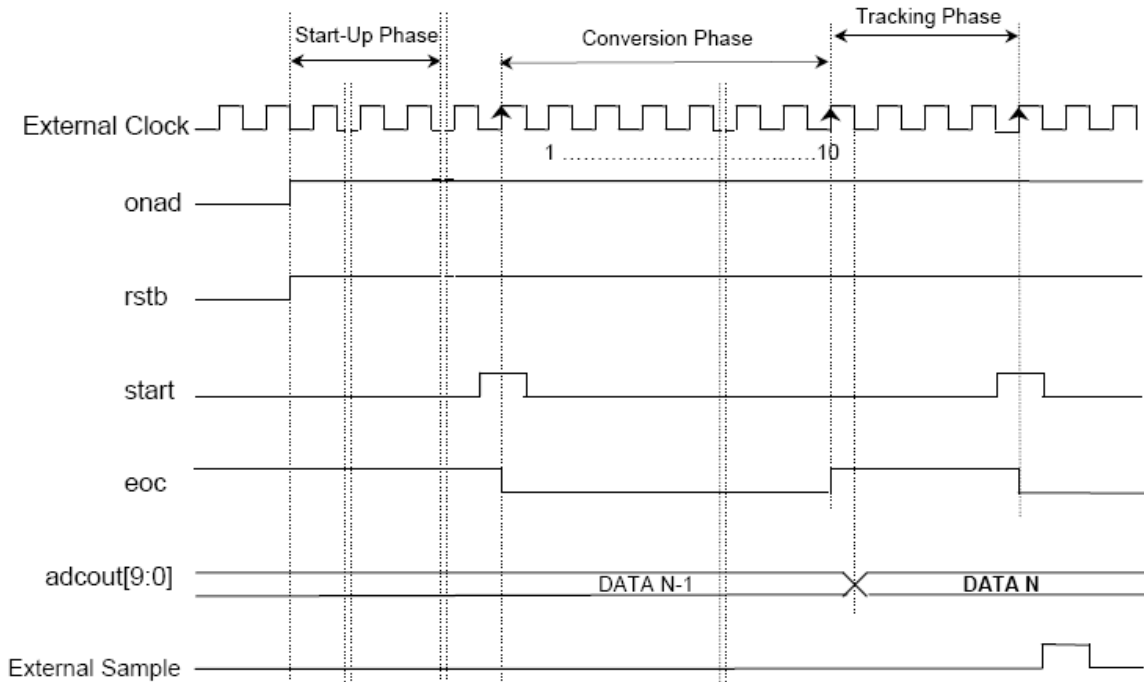 Start-Up Phase
Conversion Phase
Tracking Phase
External Clock
1 ........................................10
onad
rstb
start
eoc
adcout[9:0]
DATA N-1
DATA N
External Sample